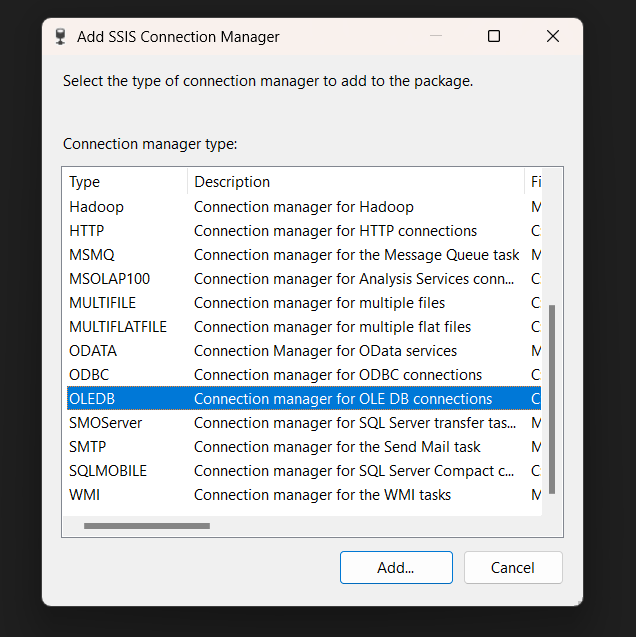 Add SSIS Connection Manager
Select the type of connection manager to add to the package.
Connection manager type:
Type Description Fi
Hadoop Connection manager for Hadoop M
HTTP Connection manager for HTTP connections C
MSMQ Connection manager for the Message Queue task M
MSOLAP100 Connection manager for Analysis Services conn... C
MULTIFILE Connection manager for multiple files C
MULTIFLATFILE Connection manager for multiple flat files C
ODATA Connection Manager for OData services M
ODBC Connection manager for ODBC connections C
OLEDB Connection manager for OLE DB connections C
SMOServer Connection manager for SQL Server transfer tas... M
SMTP Connection manager for the Send Mail task M
SQLMOBILE Connection manager for SQL Server Compact c... C
WMI Connection manager for the WMI tasks M
Add... Cancel